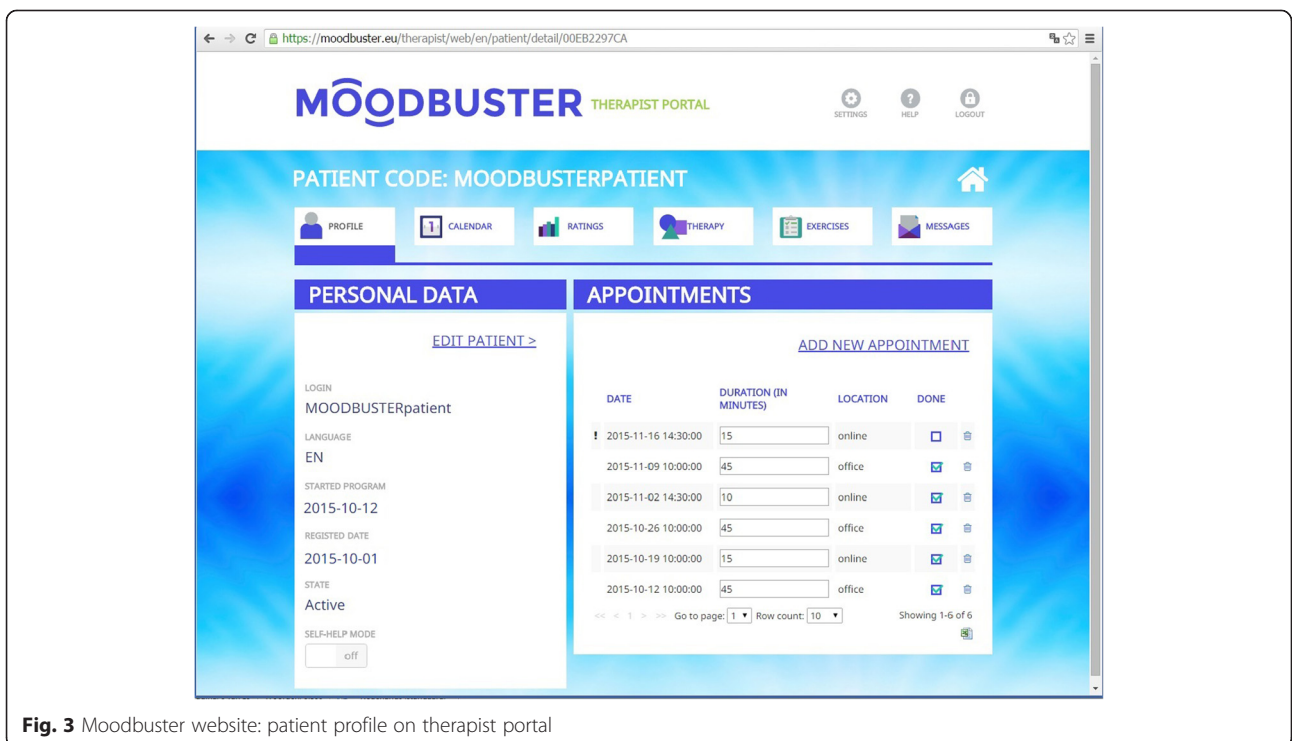 https://moodbuster.eu/therapist/web/en/patient/detail/00EB2297CA
MOODBUSTER THERAPIST PORTAL
SETTINGS HELP LOGOUT
PATIENT CODE: MOODBUSTERPATIENT
PROFILE 1 CALENDAR RATINGS THERAPY EXERCISES MESSAGES
PERSONAL DATA
EDIT PATIENT >
LOGIN
MOODBUSTERpatient
LANGUAGE
EN
STARTED PROGRAM
2015-10-12
REGISTED DATE
2015-10-01
STATE
Active
SELF-HELP MODE
off
APPOINTMENTS
ADD NEW APPOINTMENT
DATE DURATION (IN MINUTES) LOCATION DONE
! 2015-11-16 14:30:00 15 online
2015-11-09 10:00:00 45 office
2015-11-02 14:30:00 10 online
2015-10-26 10:00:00 45 office
2015-10-19 10:00:00 15 online
2015-10-12 10:00:00 45 office
<< < 1 > >> Go to page: 1 Row count: 10 Showing 1-6 of 6
Fig. 3 Moodbuster website: patient profile on therapist portal